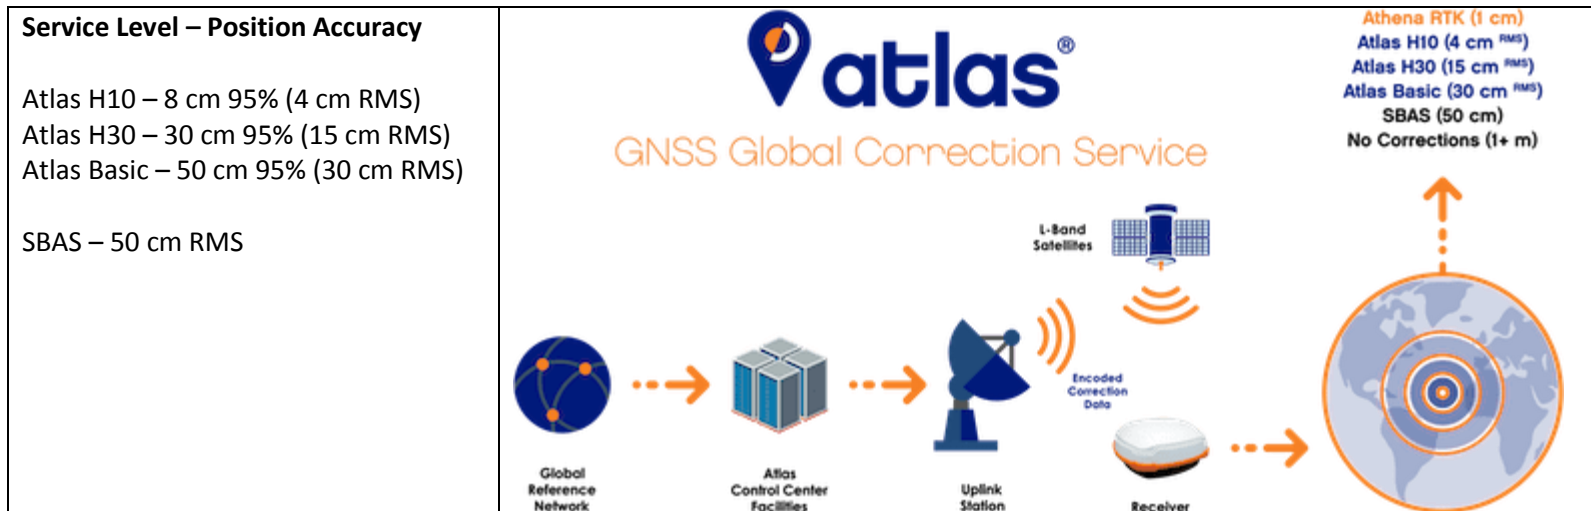 Service Level – Position Accuracy
Atlas H10 – 8 cm 95% (4 cm RMS)
Atlas H30 – 30 cm 95% (15 cm RMS)
Atlas Basic – 50 cm 95% (30 cm RMS)
SBAS – 50 cm RMS
atlas®
GNSS Global Correction Service
Athena RTK (1 cm)
Atlas H10 (4 cm RMS)
Atlas H30 (15 cm RMS)
Atlas Basic (30 cm RMS)
SBAS (50 cm)
No Corrections (1+ m)
L-Band
Satellites
Encoded
Correction
Data
Global
Reference
Network
Atlas
Control Center
Facilities
Uplink
Station
Receiver